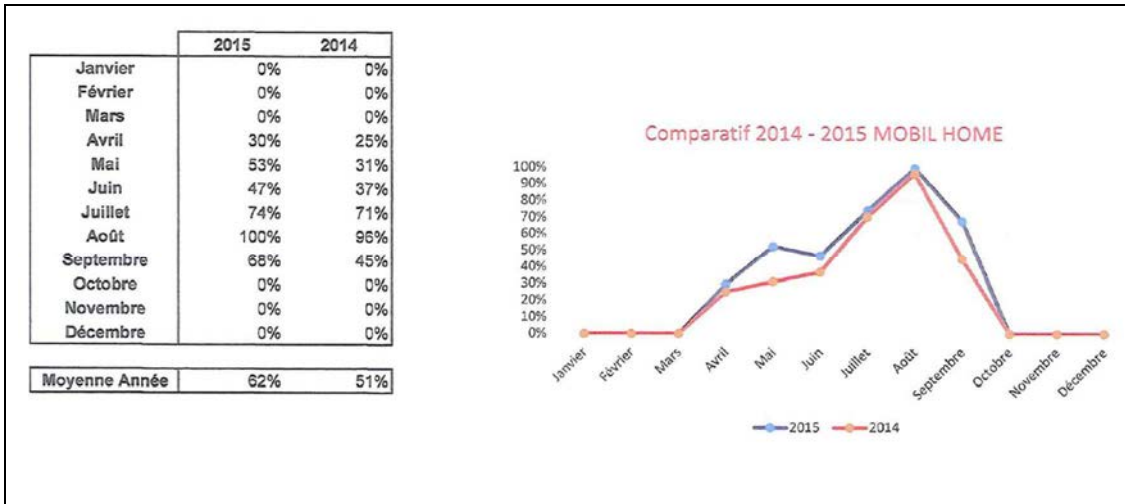 2015 2014
Janvier 0% 0%
Février 0% 0%
Mars 0% 0%
Avril 30% 25%
Mai 53% 31%
Juin 47% 37%
Juillet 74% 71%
Août 100% 96%
Septembre 68% 45%
Octobre 0% 0%
Novembre 0% 0%
Décembre 0% 0%
Moyenne Année 62% 51%
Comparatif 2014 - 2015 MOBIL HOME
100%
90%
80%
70%
60%
50%
40%
30%
20%
10%
0%
Janvier Février Mars Avril Mai Juin Juillet Août Septembre Octobre Novembre Décembre
2015 2014